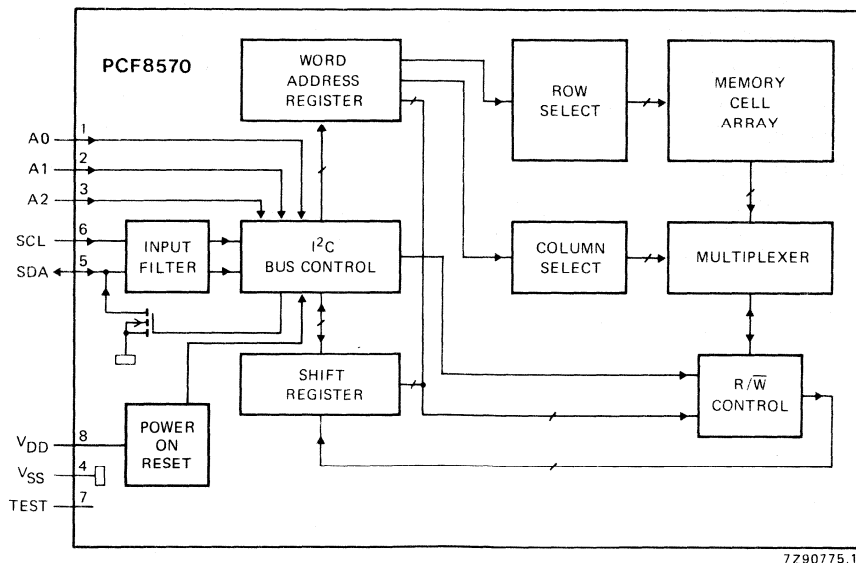 PCF8570
WORD
ADDRESS
REGISTER
ROW
SELECT
MEMORY
CELL
ARRAY
A0
1
A1
2
A2
3
SCL
6
SDA
5
INPUT
FILTER
I²C
BUS CONTROL
COLUMN
SELECT
MULTIPLEXER
SHIFT
REGISTER
R/W̅
CONTROL
POWER
ON
RESET
VDD
8
VSS
4
TEST
7
7Z90775.1